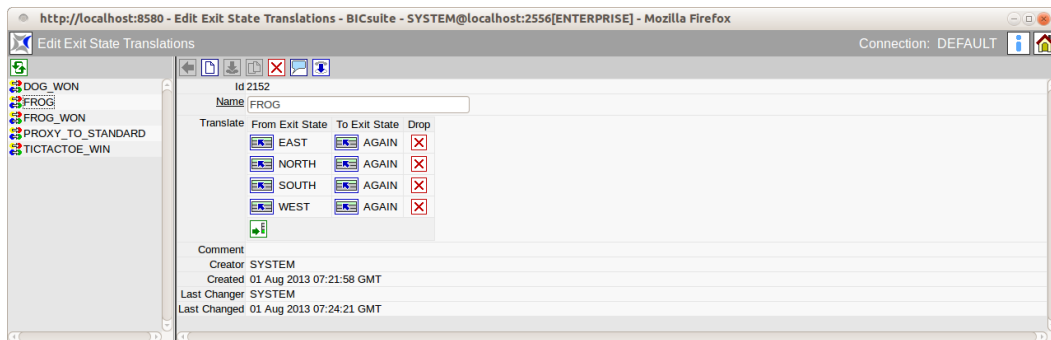 http://localhost:8580 - Edit Exit State Translations - BICsuite - SYSTEM@localhost:2556[ENTERPRISE] - Mozilla Firefox
Edit Exit State Translations
Connection: DEFAULT
DOG_WON
FROG
FROG_WON
PROXY_TO_STANDARD
TICTACTOE_WIN
Id 2152
Name FROG
Translate From Exit State To Exit State Drop
EAST AGAIN
NORTH AGAIN
SOUTH AGAIN
WEST AGAIN
Comment
Creator SYSTEM
Created 01 Aug 2013 07:21:58 GMT
Last Changer SYSTEM
Last Changed 01 Aug 2013 07:24:21 GMT